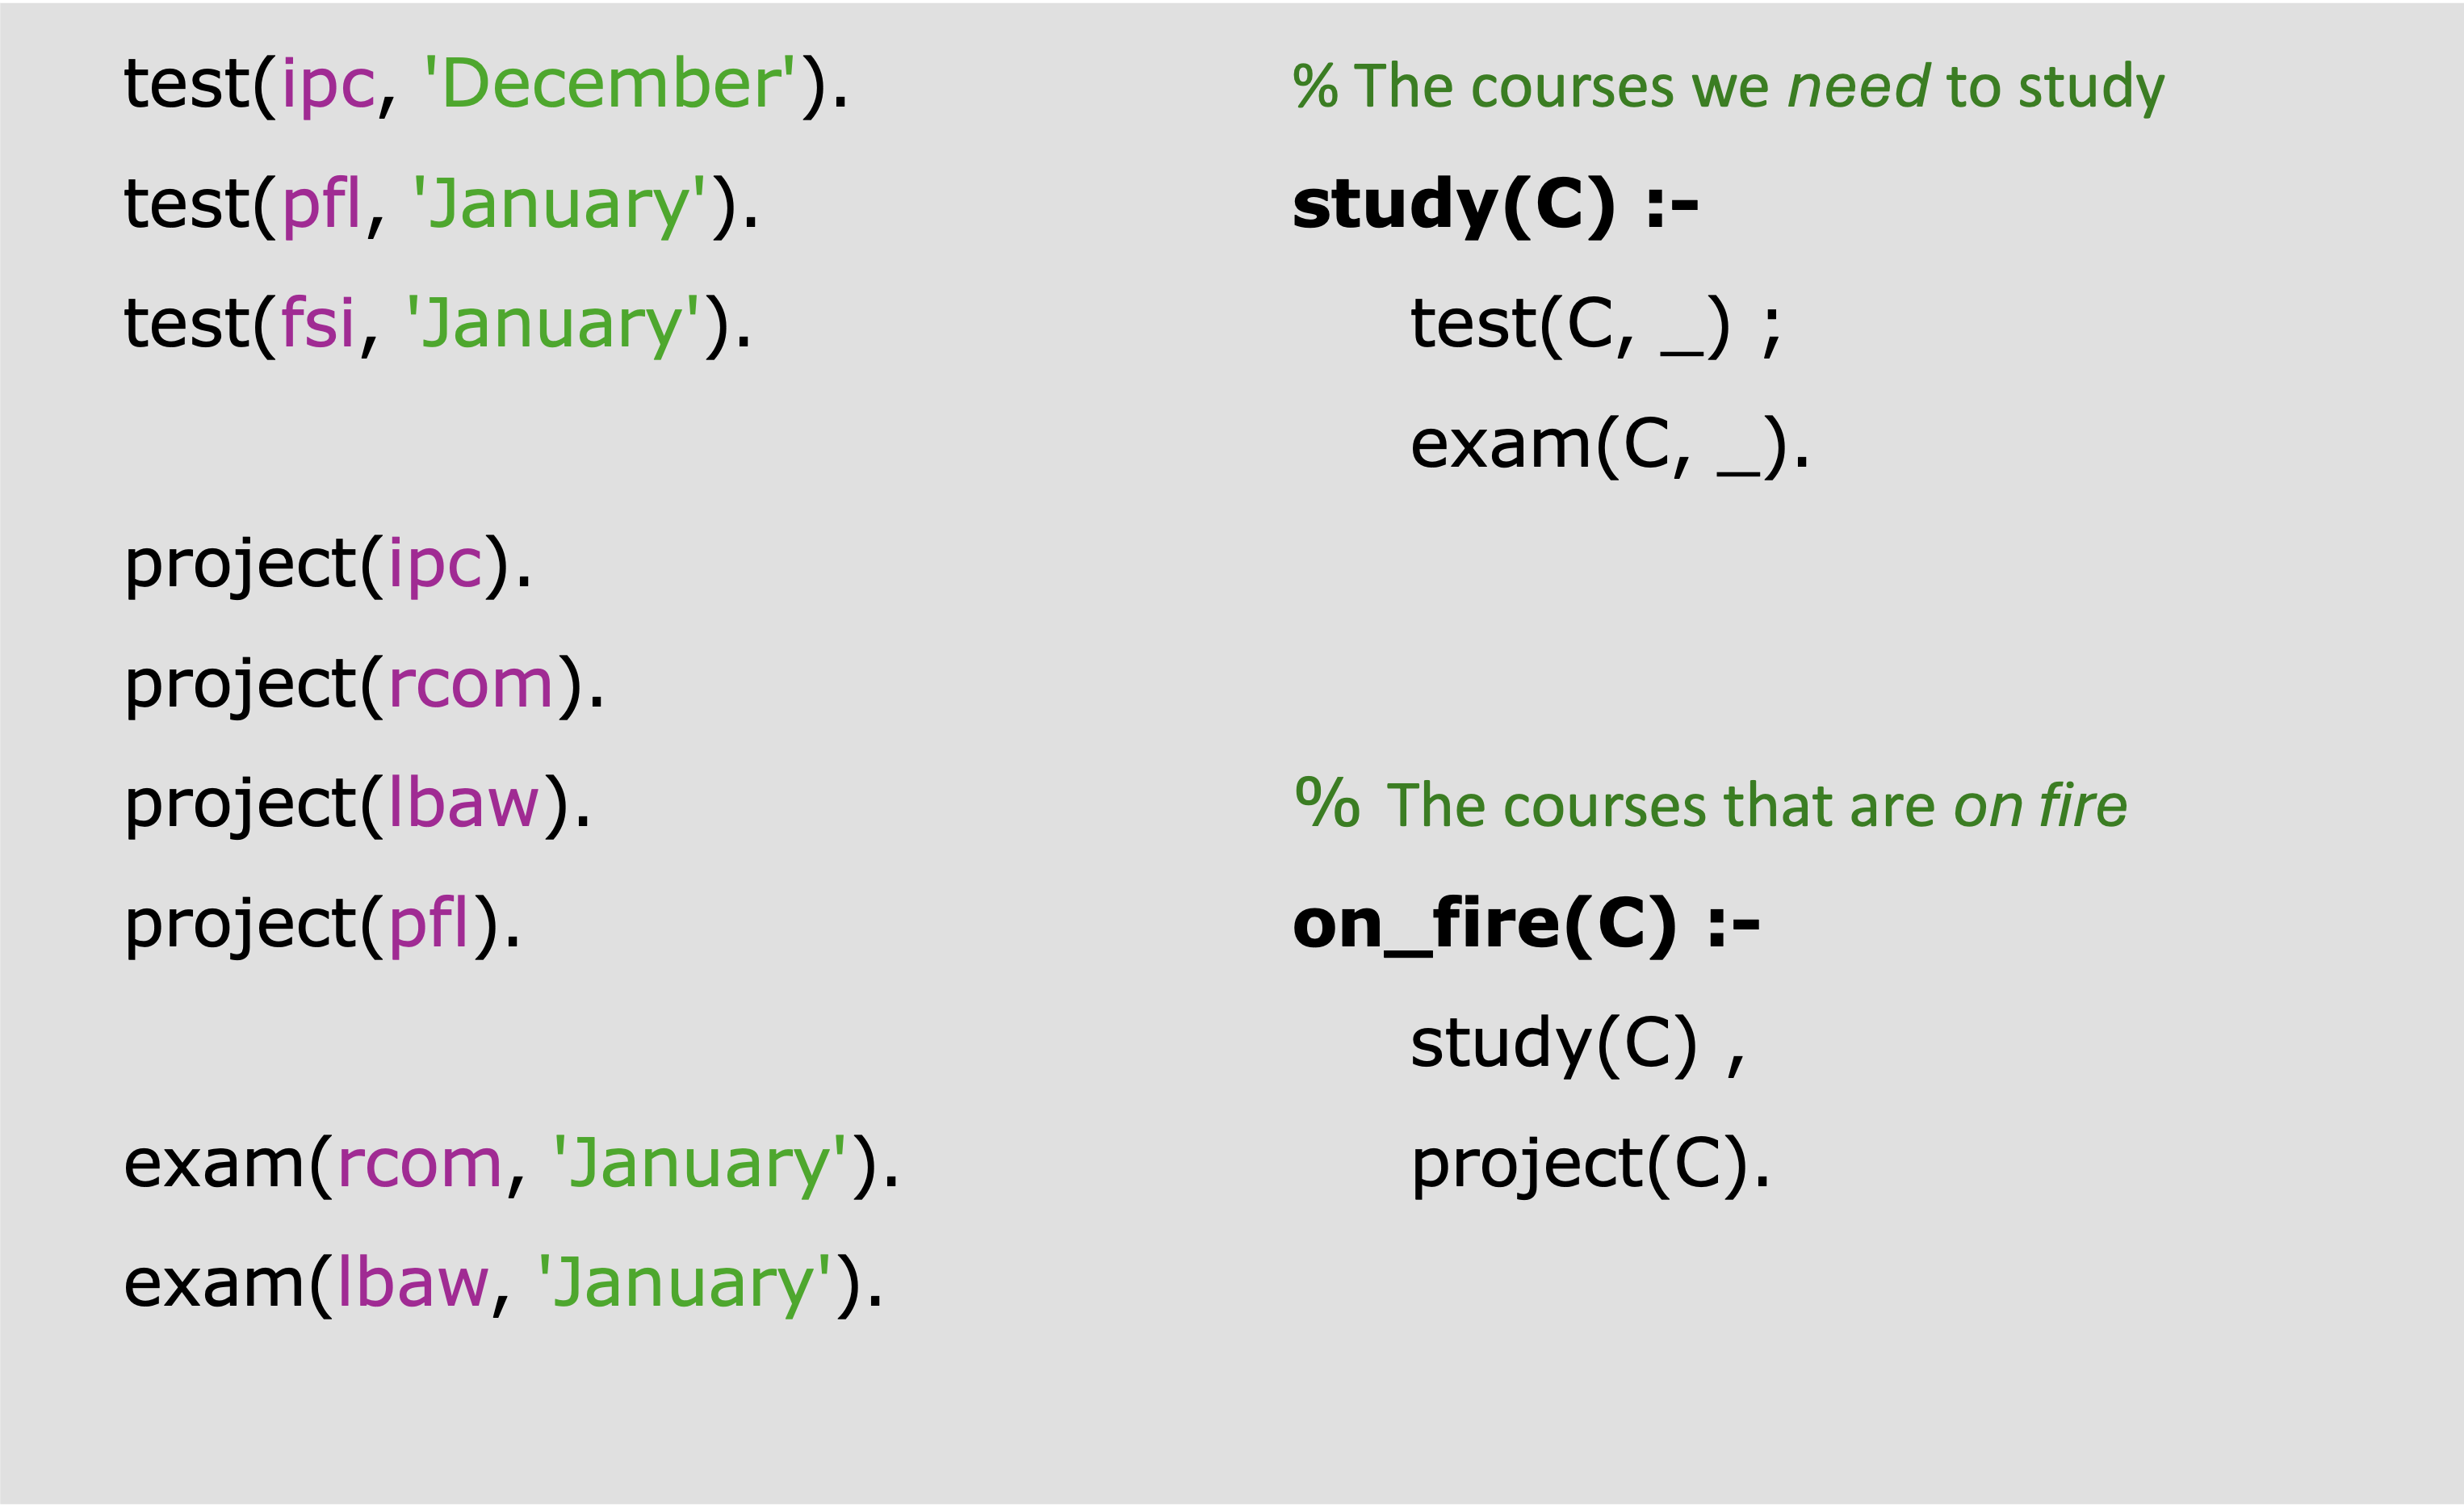 test(ipc, 'December').
test(pfl, 'January').
test(fsi, 'January').
project(ipc).
project(rcom).
project(lbaw).
project(pfl).
exam(rcom, 'January').
exam(lbaw, 'January').
% The courses we need to study
study(C) :-
test(C, _) ;
exam(C, _).
% The courses that are on fire
on_fire(C) :-
study(C) ,
project(C).